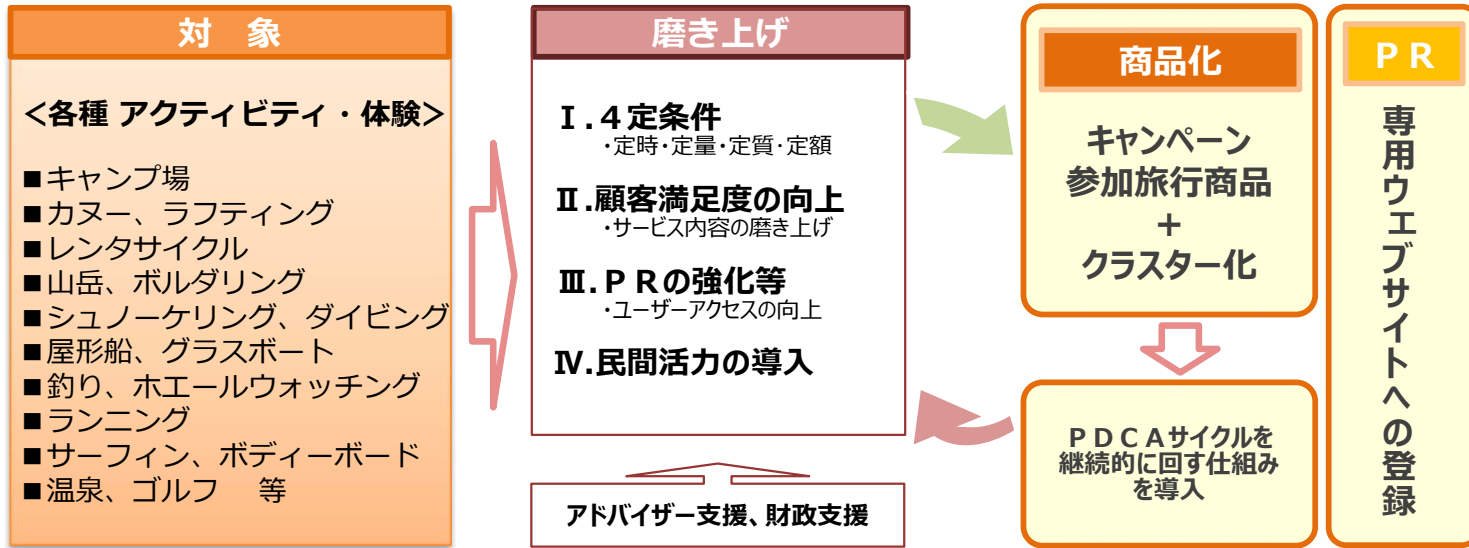 対　象
＜各種 アクティビティ・体験＞
■キャンプ場
■カヌー、ラフティング
■レンタサイクル
■山岳、ボルダリング
■シュノーケリング、ダイビング
■屋形船、グラスボート
■釣り、ホエールウォッチング
■ランニング
■サーフィン、ボディーボード
■温泉、ゴルフ　等
磨き上げ
Ⅰ.４定条件
・定時・定量・定質・定額
Ⅱ.顧客満足度の向上
・サービス内容の磨き上げ
Ⅲ.ＰＲの強化等
・ユーザーアクセスの向上
Ⅳ.民間活力の導入
アドバイザー支援、財政支援
商品化
キャンペーン
参加旅行商品
＋
クラスター化
ＰＤＣＡサイクルを
継続的に回す仕組み
を導入
ＰＲ
専用ウエブサイトへの登録